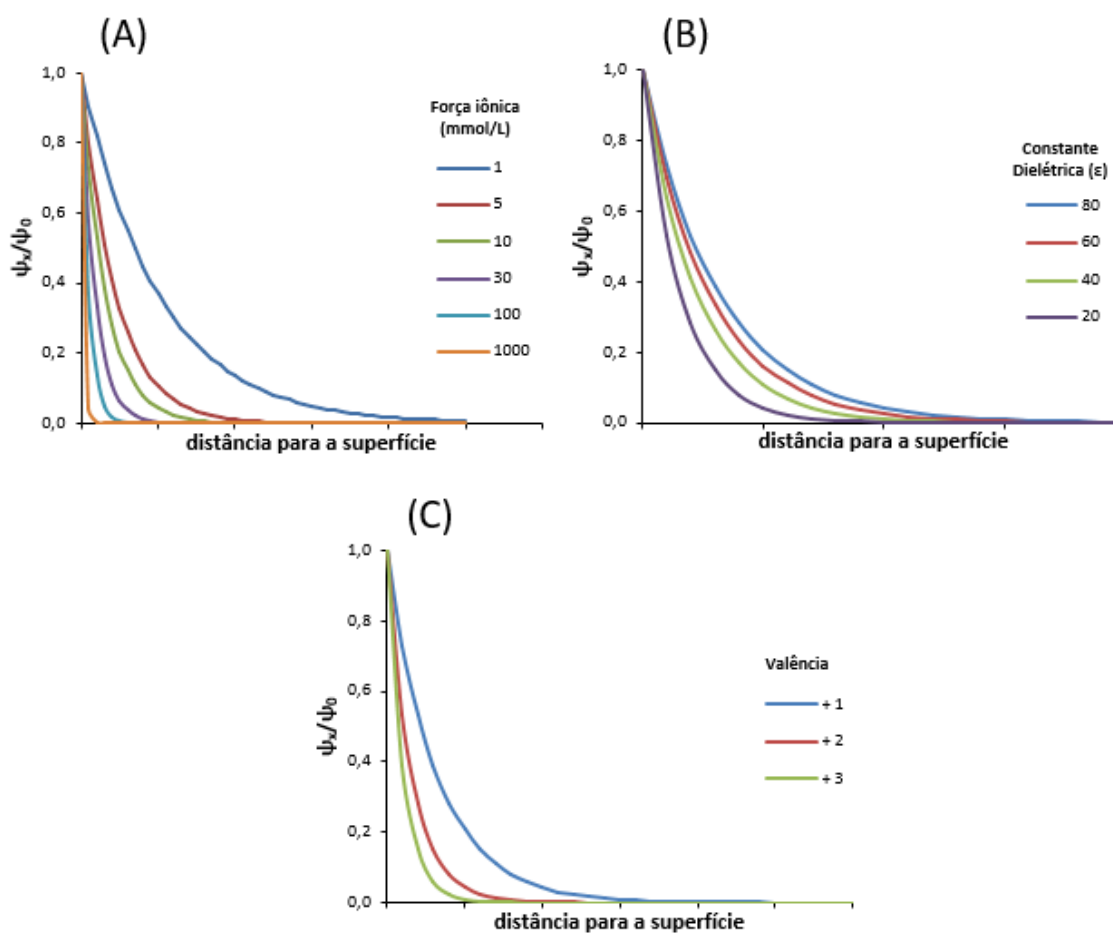 (A)
1,0
0,8
0,6
0,4
0,2
0,0
ψx/ψ0
distância para a superfície
Força iônica
(mmol/L)
1
5
10
30
100
1000
(B)
1,0
0,8
0,6
0,4
0,2
0,0
ψx/ψ0
distância para a superfície
Constante
Dielétrica (ε)
80
60
40
20
(C)
1,0
0,8
0,6
0,4
0,2
0,0
ψx/ψ0
distância para a superfície
Valência
+ 1
+ 2
+ 3